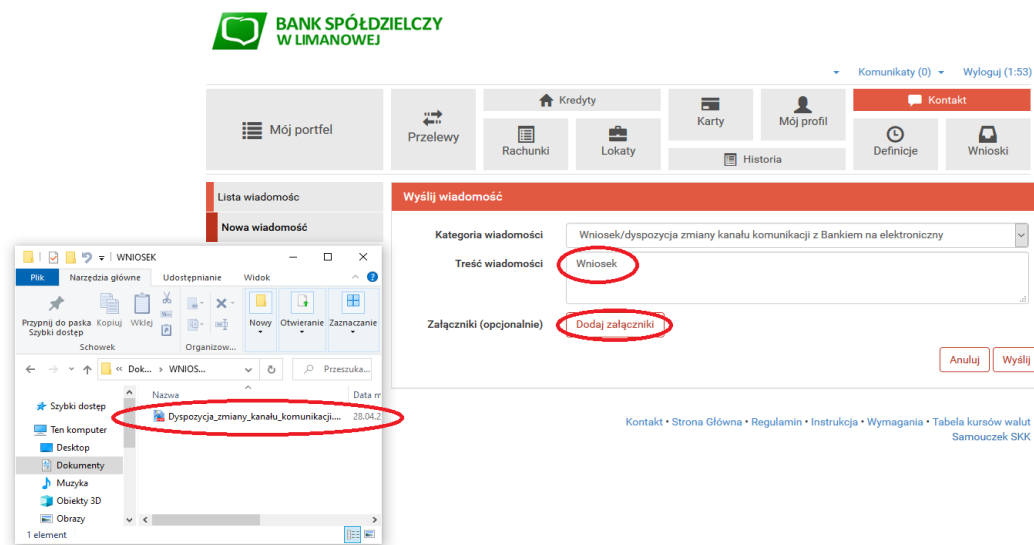 BANK SPÓŁDZIELCZY
W LIMANOWEJ
Komunikaty (0)
Wyloguj (1:53)
Mój portfel
Przelewy
Kredyty
Rachunki
Lokaty
Karty
Mój profil
Historia
Kontakt
Definicje
Wnioski
Lista wiadomośc
Nowa wiadomość
Wyślij wiadomość
Kategoria wiadomości
Wniosek/dyspozycja zmiany kanału komunikacji z Bankiem na elektroniczny
Treść wiadomości
Wniosek
Załączniki (opcjonalnie)
Dodaj załączniki
Anuluj
Wyślij
Kontakt • Strona Główna • Regulamin • Instrukcja • Wymagania • Tabela kursów walut
Samouczek SKK
WNIOSEK
Plik
Narzędzia główne
Udostępnianie
Widok
Przypnij do paska
Szybki dostęp
Kopiuj
Wklej
Schowek
Organizow...
Nowy
Otwieranie
Zaznaczanie
« Dok... > WNIOS...
Przeszuka...
Nazwa
Data m
Dyspozycja_zmiany_kanału_komunikacji....
28.04.2
Szybki dostęp
Ten komputer
Desktop
Dokumenty
Muzyka
Obiekty 3D
Obrazy
1 element